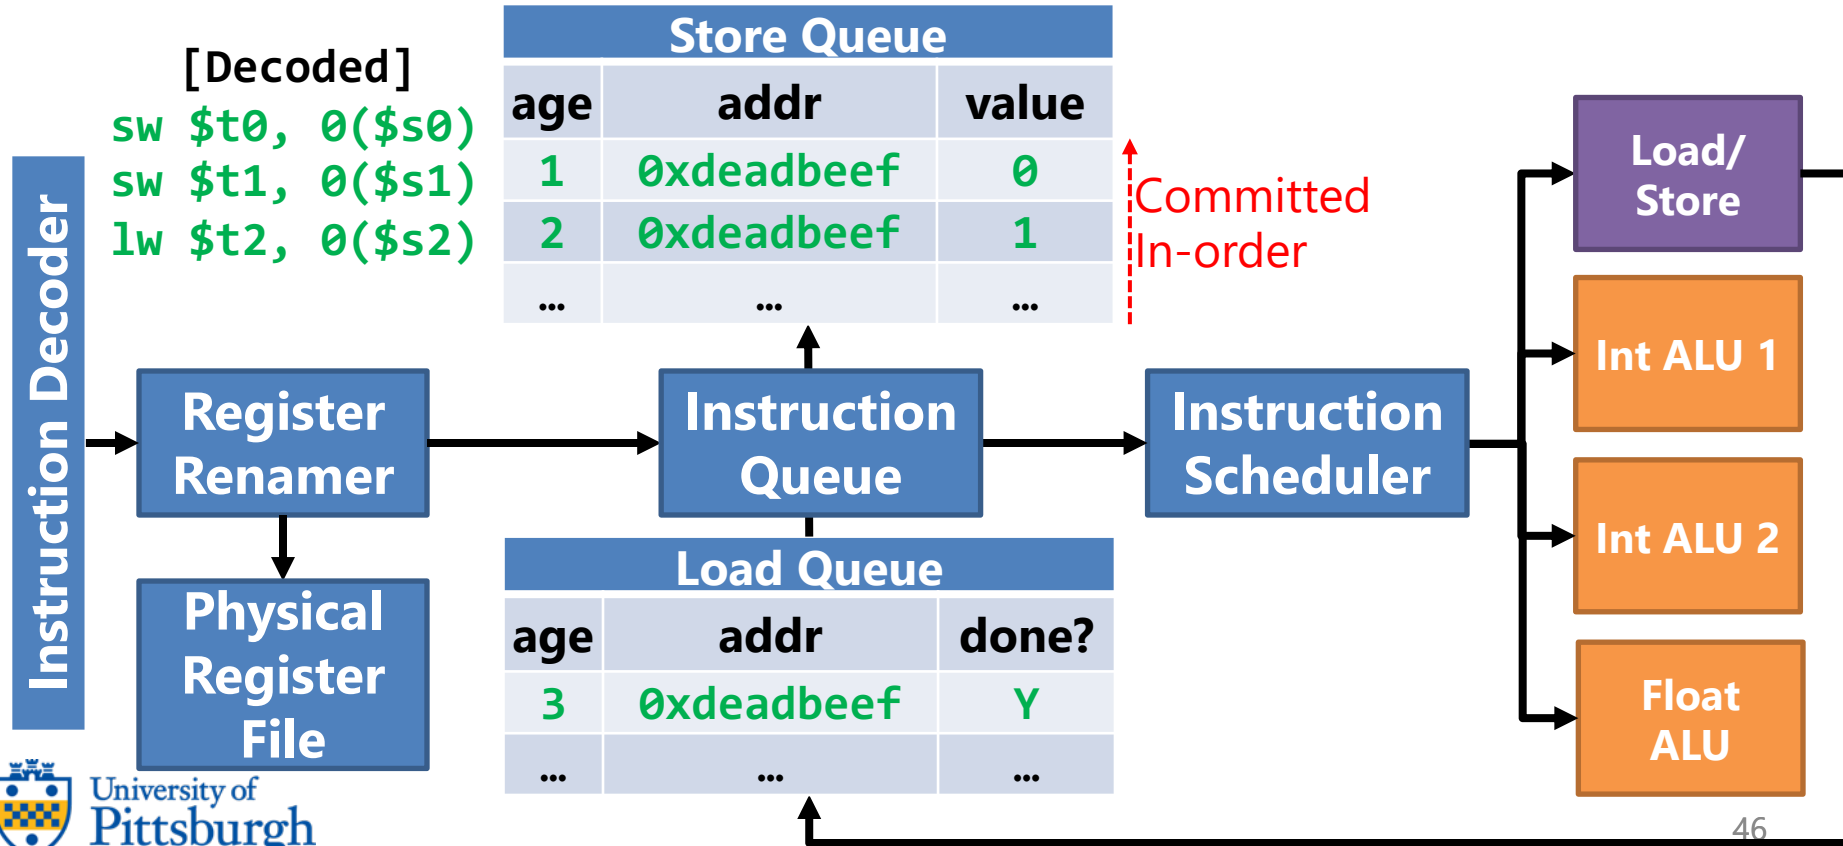 [Decoded]
sw $t0, 0($s0)
sw $t1, 0($s1)
lw $t2, 0($s2)
Store Queue
age addr value
1 0xdeadbeef 0
2 0xdeadbeef 1
... ... ...
Committed
In-order
Instruction Decoder
Register
Renamer
Physical
Register
File
Instruction
Queue
Load Queue
age addr done?
3 0xdeadbeef Y
... ... ...
Instruction
Scheduler
Load/
Store
Int ALU 1
Int ALU 2
Float
ALU
University of
Pittsburgh
46